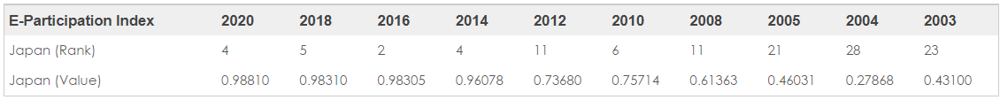 E-Participation Index 2020 2018 2016 2014 2012 2010 2008 2005 2004 2003
Japan (Rank) 4 5 2 4 11 6 11 21 28 23
Japan (Value) 0.98810 0.98310 0.98305 0.96078 0.73680 0.75714 0.61363 0.46031 0.27868 0.43100